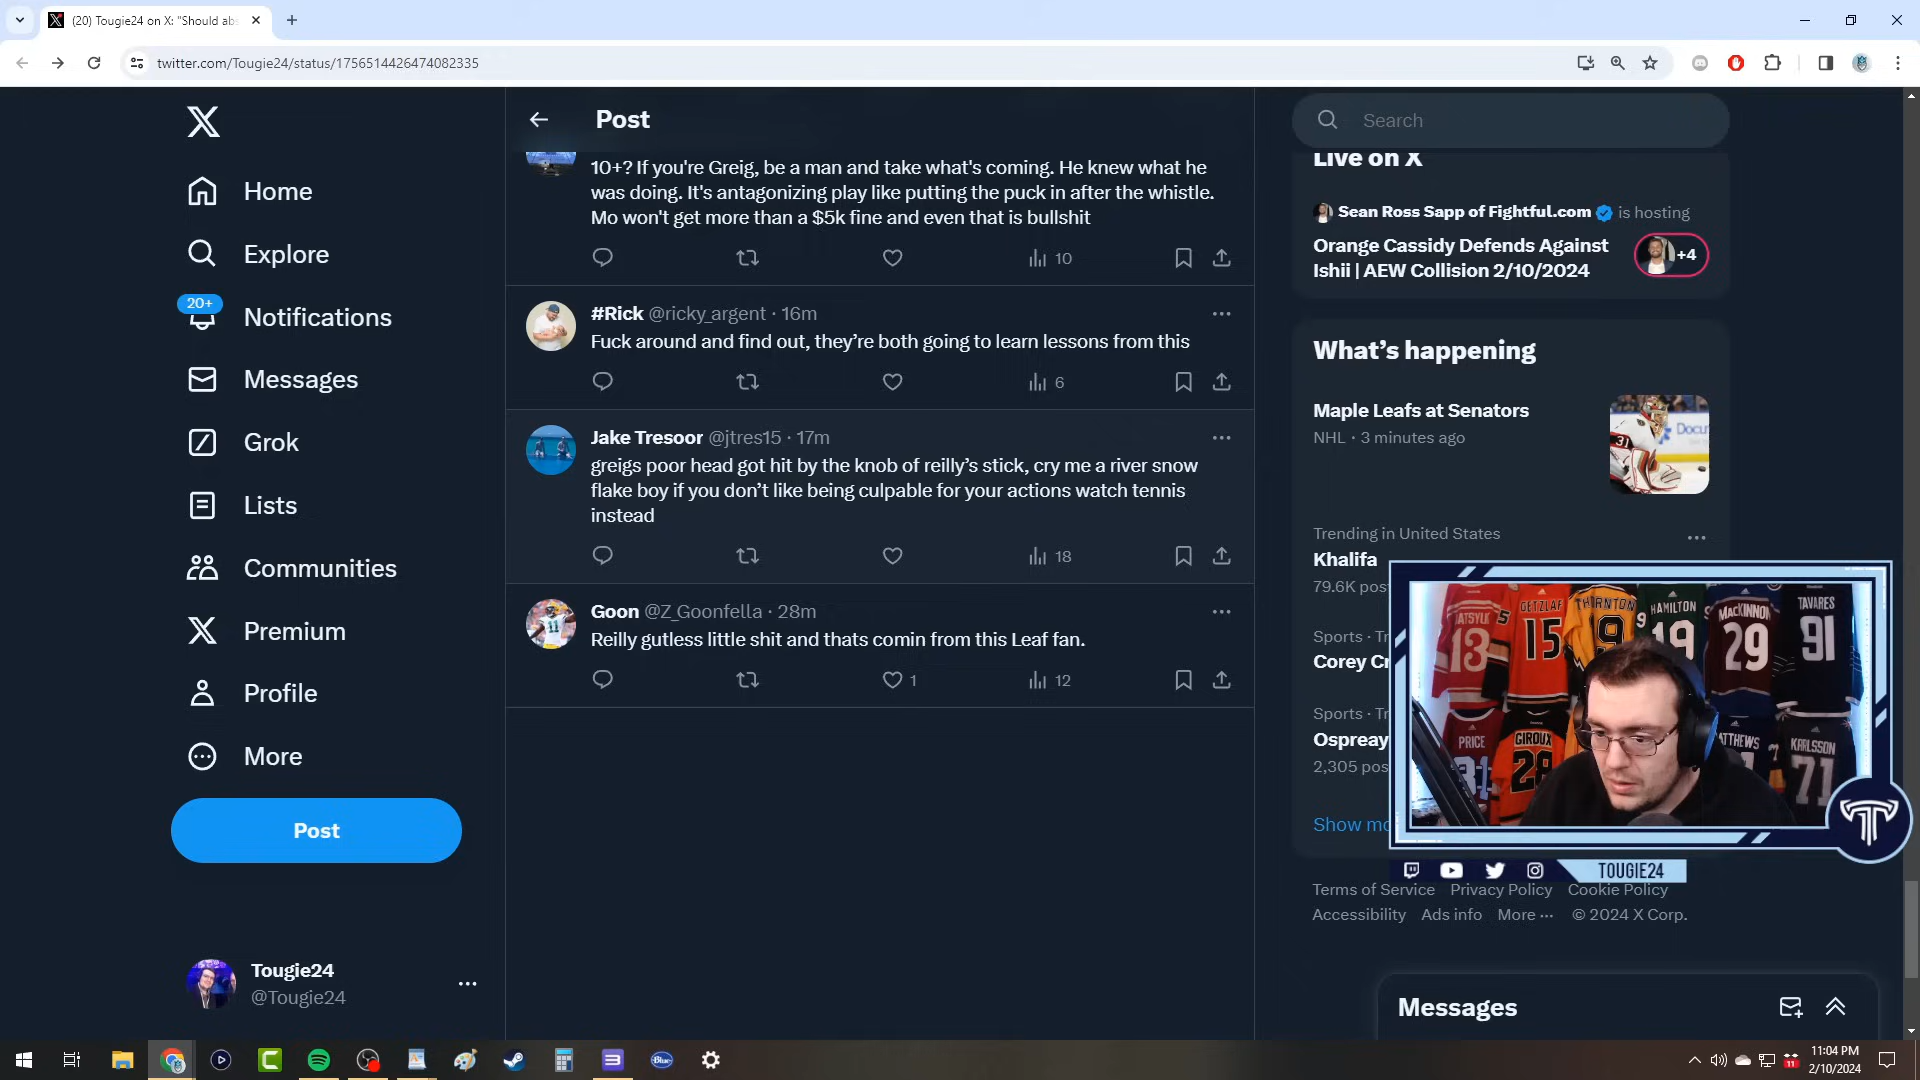 (20) Tougie24 on X: "Should abs
twitter.com/Tougie24/status/1756514426474082335
Post
10+? If you're Greig, be a man and take what's coming. He knew what he
was doing. It's antagonizing play like putting the puck in after the whistle.
Mo won't get more than a $5k fine and even that is bullshit
10
#Rick @ricky_argent · 16m
Fuck around and find out, they’re both going to learn lessons from this
6
Jake Tresoor @jtres15 · 17m
greigs poor head got hit by the knob of reilly’s stick, cry me a river snow
flake boy if you don’t like being culpable for your actions watch tennis
instead
18
Goon @Z_Goonfella · 28m
Reilly gutless little shit and thats comin from this Leaf fan.
1
12
20+
Home
Explore
Notifications
Messages
Grok
Lists
Communities
Premium
Profile
More
Post
Tougie24
@Tougie24
Search
Live on X
Sean Ross Sapp of Fightful.com is hosting
Orange Cassidy Defends Against
Ishii | AEW Collision 2/10/2024
+4
What’s happening
Maple Leafs at Senators
NHL · 3 minutes ago
31
Trending in United States
Khalifa
79.6K pos
Sports · Tr
Corey Cr
Sports · Tr
Ospreay
2,305 pos
Show mo
13
GETZLAF
15
THORNTON
19
HAMILTON
19
MACKINNON
29
TAVARES
91
PRICE
31
GIROUX
28
KARLSSON
71
TOUGIE24
Terms of Service Privacy Policy Cookie Policy
Accessibility Ads info More ··· © 2024 X Corp.
Messages
Blue
11
11:04 PM
2/10/2024